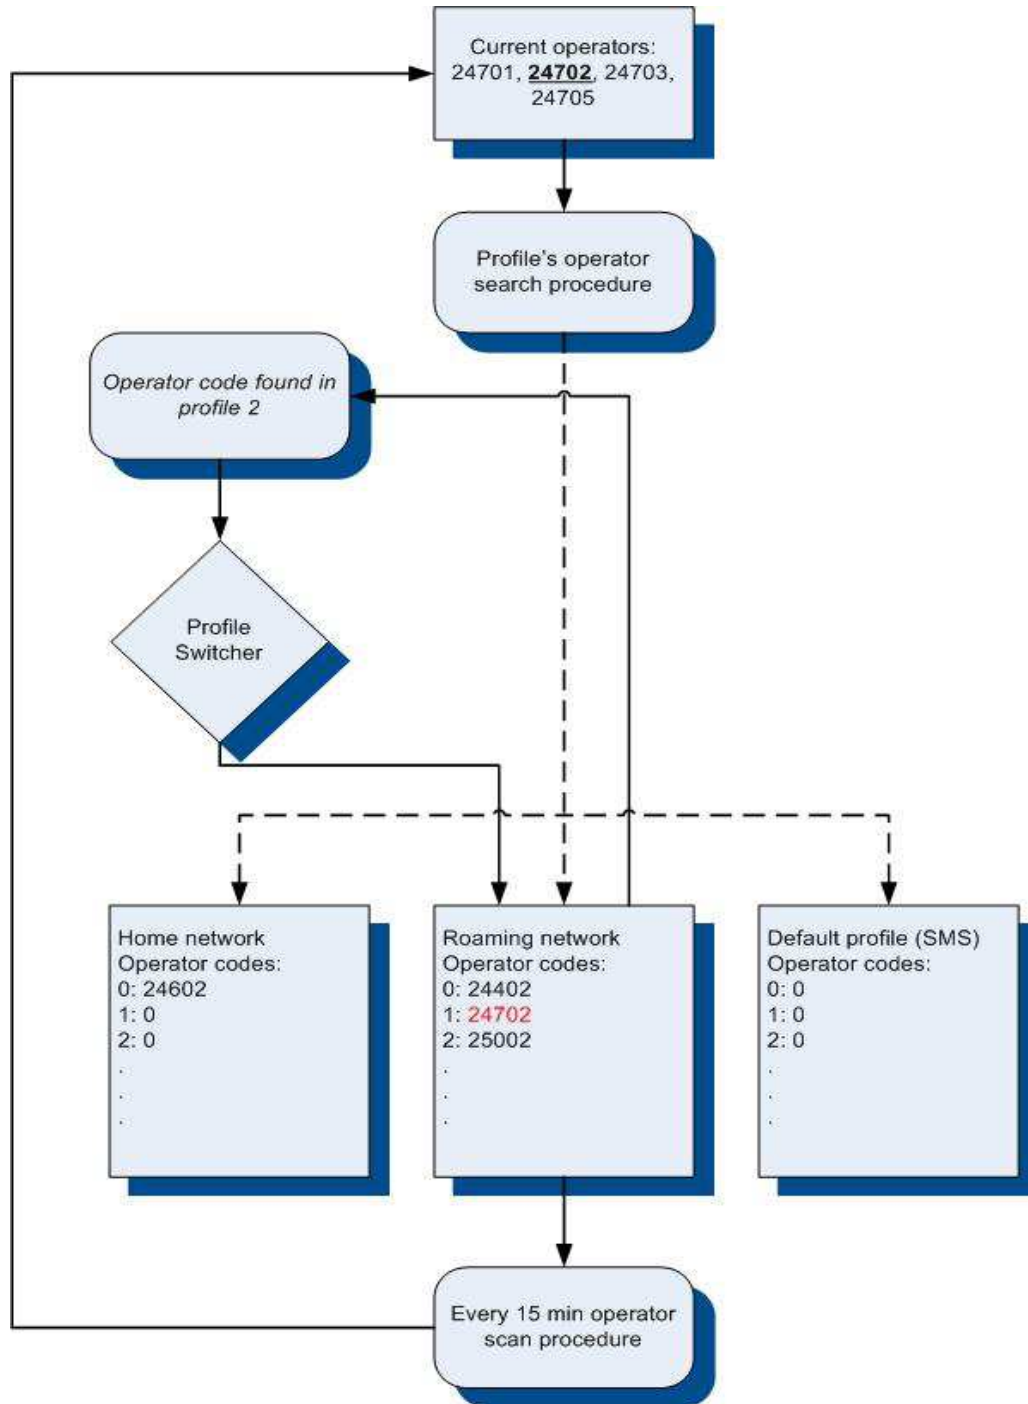 Current operators:
24701, 24702, 24703,
24705
Profile's operator
search procedure
Operator code found in
profile 2
Profile
Switcher
Home network
Operator codes:
0: 24602
1: 0
2: 0
.
.
.
Roaming network
Operator codes:
0: 24402
1: 24702
2: 25002
.
.
.
Default profile (SMS)
Operator codes:
0: 0
1: 0
2: 0
.
.
.
Every 15 min operator
scan procedure